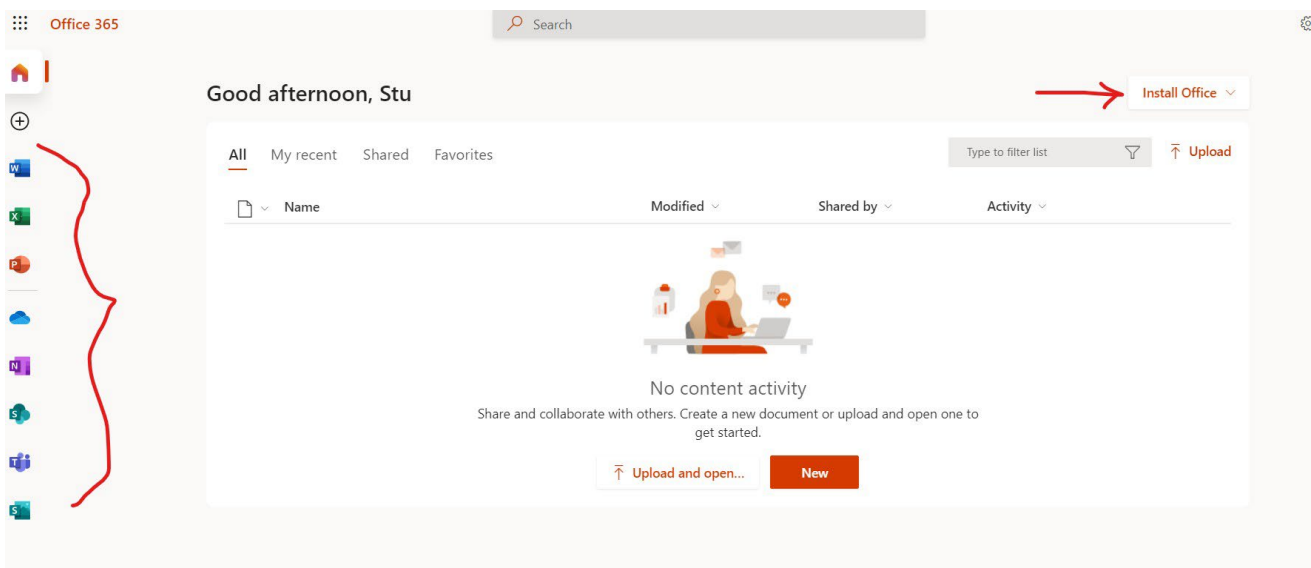 Office 365
Search
Good afternoon, Stu
Install Office
All My recent Shared Favorites
Type to filter list
Upload
Name Modified Shared by Activity
W
X
P
N
S
T
S
No content activity
Share and collaborate with others. Create a new document or upload and open one to
get started.
Upload and open...
New